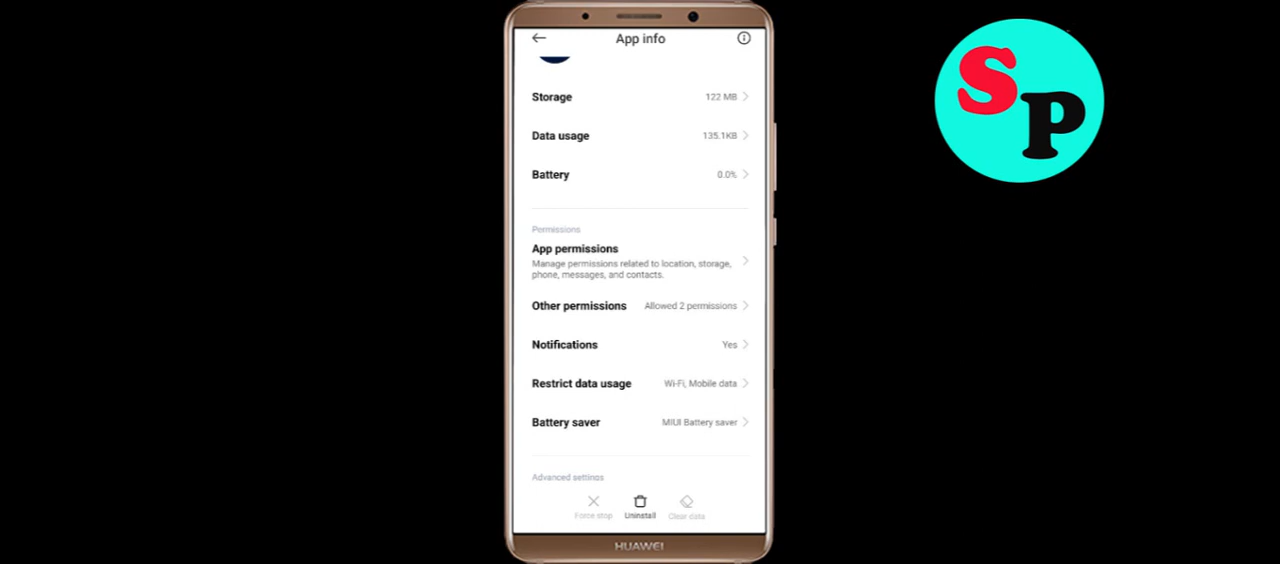 App info
Storage 122 MB
Data usage 135.1KB
Battery 0.0%
Permissions
App permissions
Manage permissions related to location, storage,
phone, messages, and contacts.
Other permissions Allowed 2 permissions
Notifications Yes
Restrict data usage Wi-Fi, Mobile data
Battery saver MIUI Battery saver
Advanced settings
Force stop Uninstall Clear data
HUAWEI
SP